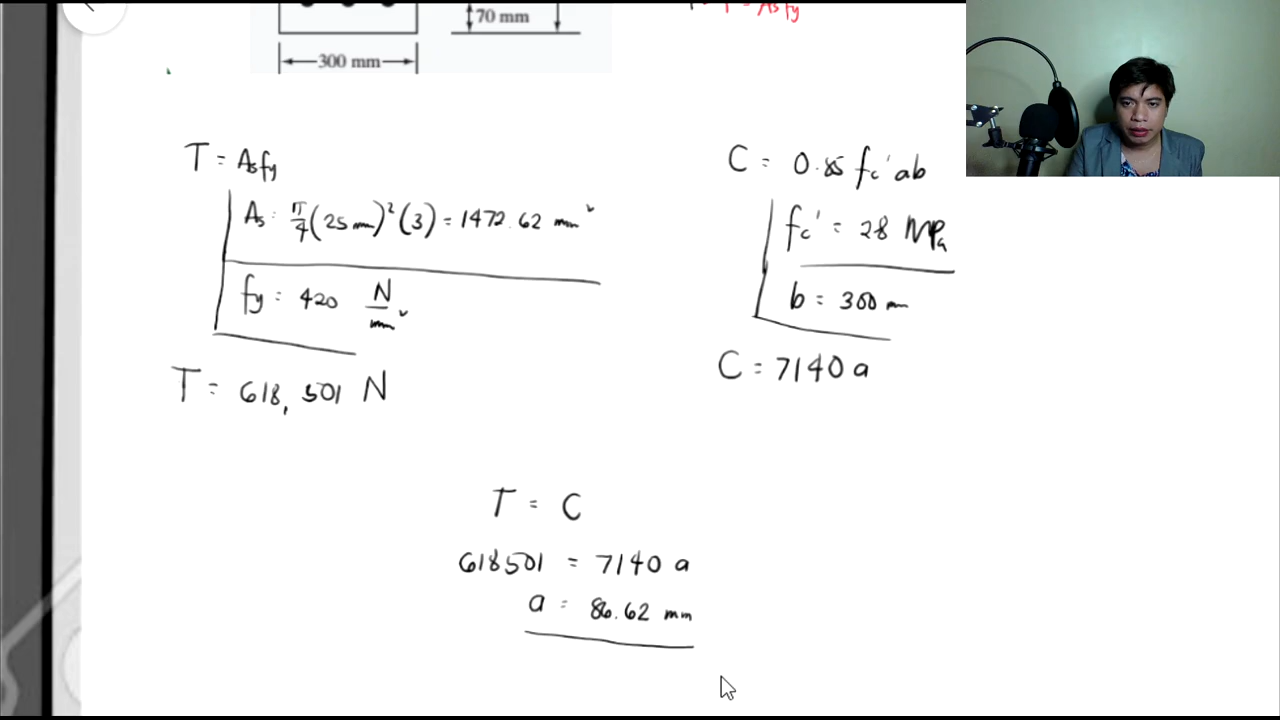 70 mm
T = Asfy
300 mm
T = Asfy
As = π/4 (25 mm)² (3) = 1472.62 mm²
fy = 420 N/mm²
T = 618,501 N
C = 0.85 fc' ab
fc' = 28 MPa
b = 300 mm
C = 7140 a
T = C
618501 = 7140 a
a = 86.62 mm